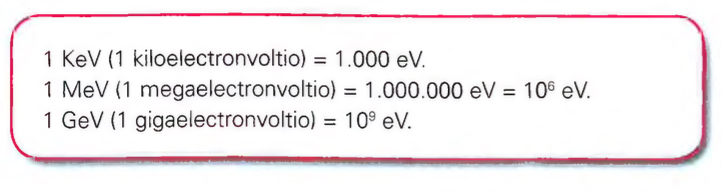 1 KeV (1 kiloelectronvoltio) = 1.000 eV.
1 MeV (1 megaelectronvoltio) = 1.000.000 eV = 10⁶ eV.
1 GeV (1 gigaelectronvoltio) = 10⁹ eV.